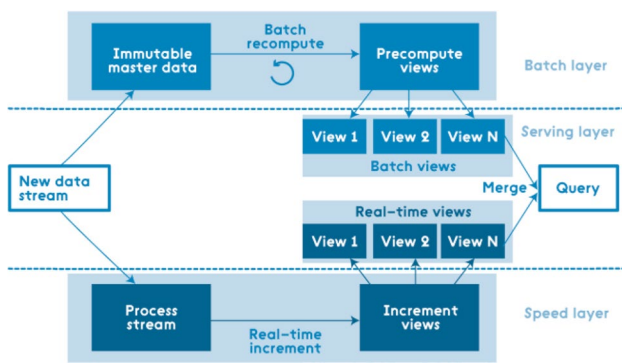 Batch
recompute
Immutable
master data
Precompute
views
Batch layer
View 1
View 2
View N
Serving layer
Batch views
New data
stream
Merge
Query
Real-time views
View 1
View 2
View N
Process
stream
Real-time
increment
Increment
views
Speed layer